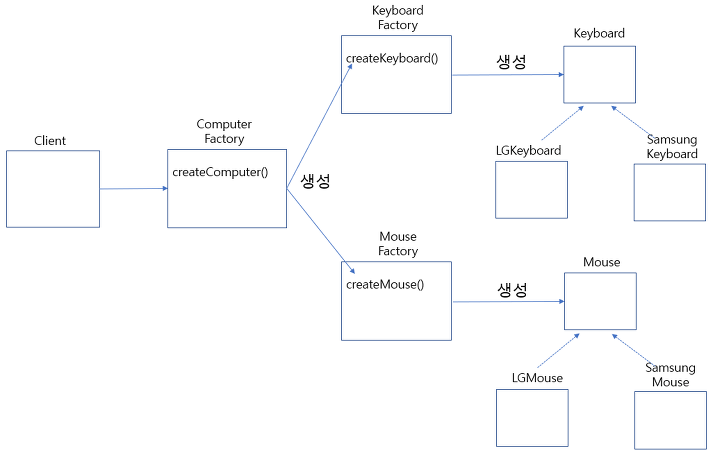 Keyboard
Factory
createKeyboard()
생성
Keyboard
LGKeyboard
Samsung
Keyboard
Client
Computer
Factory
createComputer()
생성
Mouse
Factory
createMouse()
생성
Mouse
LGMouse
Samsung
Mouse